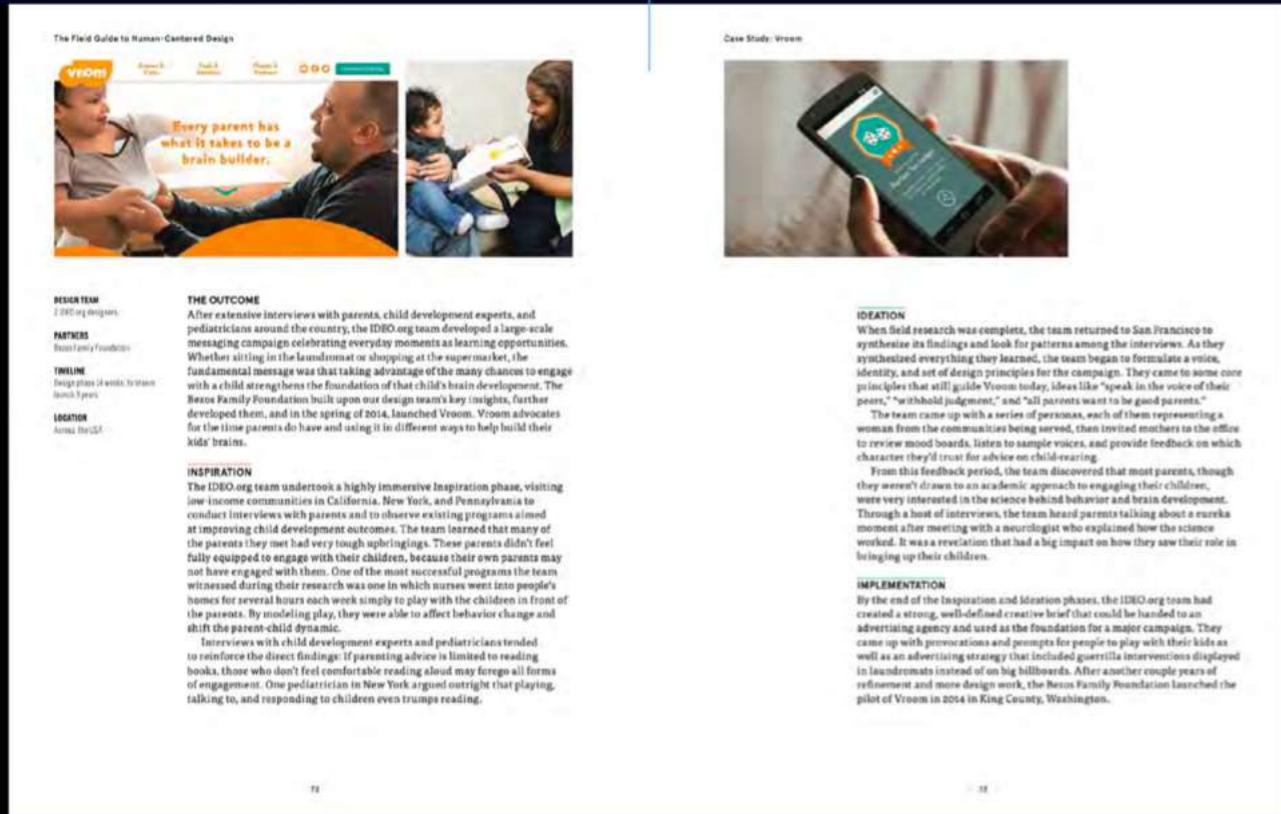 The Field Guide to Human-Centered Design
vroom
Every parent has
what it takes to be a
brain builder.
DESIGN TEAM
2 IDEO.org designers
PARTNERS
Bezos Family Foundation
TIMELINE
LOCATION
Across the USA
THE OUTCOME
After extensive interviews with parents, child development experts, and
pediatricians around the country, the IDEO.org team developed a large-scale
messaging campaign celebrating everyday moments as learning opportunities.
Whether sitting in the laundromat or shopping at the supermarket, the
fundamental message was that taking advantage of the many chances to engage
with a child strengthens the foundation of that child's brain development. The
Bezos Family Foundation built upon our design team's key insights, further
developed them, and in the spring of 2014, launched Vroom. Vroom advocates
for the time parents do have and using it in different ways to help build their
kids' brains.
INSPIRATION
The IDEO.org team undertook a highly immersive Inspiration phase, visiting
low-income communities in California, New York, and Pennsylvania to
conduct interviews with parents and to observe existing programs aimed
at improving child development outcomes. The team learned that many of
the parents they met had very tough upbringings. These parents didn't feel
fully equipped to engage with their children, because their own parents may
not have engaged with them. One of the most successful programs the team
witnessed during their research was one in which nurses went into people's
homes for several hours each week simply to play with the children in front of
the parents. By modeling play, they were able to affect behavior change and
shift the parent-child dynamic.
Interviews with child development experts and pediatricians tended
to reinforce the direct findings: If parenting advice is limited to reading
books, those who don't feel comfortable reading aloud may forego all forms
of engagement. One pediatrician in New York argued outright that playing,
talking to, and responding to children even trumps reading.
72
Case Study: Vroom
IDEATION
When field research was complete, the team returned to San Francisco to
synthesize its findings and look for patterns among the interviews. As they
synthesized everything they learned, the team began to formulate a voice,
identity, and set of design principles for the campaign. They came to some core
principles that still guide Vroom today, ideas like "speak in the voice of their
peers," "withhold judgment," and "all parents want to be good parents."
The team came up with a series of personas, each of them representing a
woman from the communities being served, then invited mothers to the office
to review mood boards, listen to sample voices, and provide feedback on which
character they'd trust for advice on child-rearing.
From this feedback period, the team discovered that most parents, though
they weren't drawn to an academic approach to engaging their children,
were very interested in the science behind behavior and brain development.
Through a host of interviews, the team heard parents talking about a eureka
moment after meeting with a neurologist who explained how the science
worked. It was a revelation that had a big impact on how they saw their role in
bringing up their children.
IMPLEMENTATION
By the end of the Inspiration and Ideation phases, the IDEO.org team had
created a strong, well-defined creative brief that could be handed to an
advertising agency and used as the foundation for a major campaign. They
came up with provocations and prompts for people to play with their kids as
well as an advertising strategy that included guerrilla interventions displayed
in laundromats instead of on big billboards. After another couple years of
refinement and more design work, the Bezos Family Foundation launched the
pilot of Vroom in 2014 in King County, Washington.